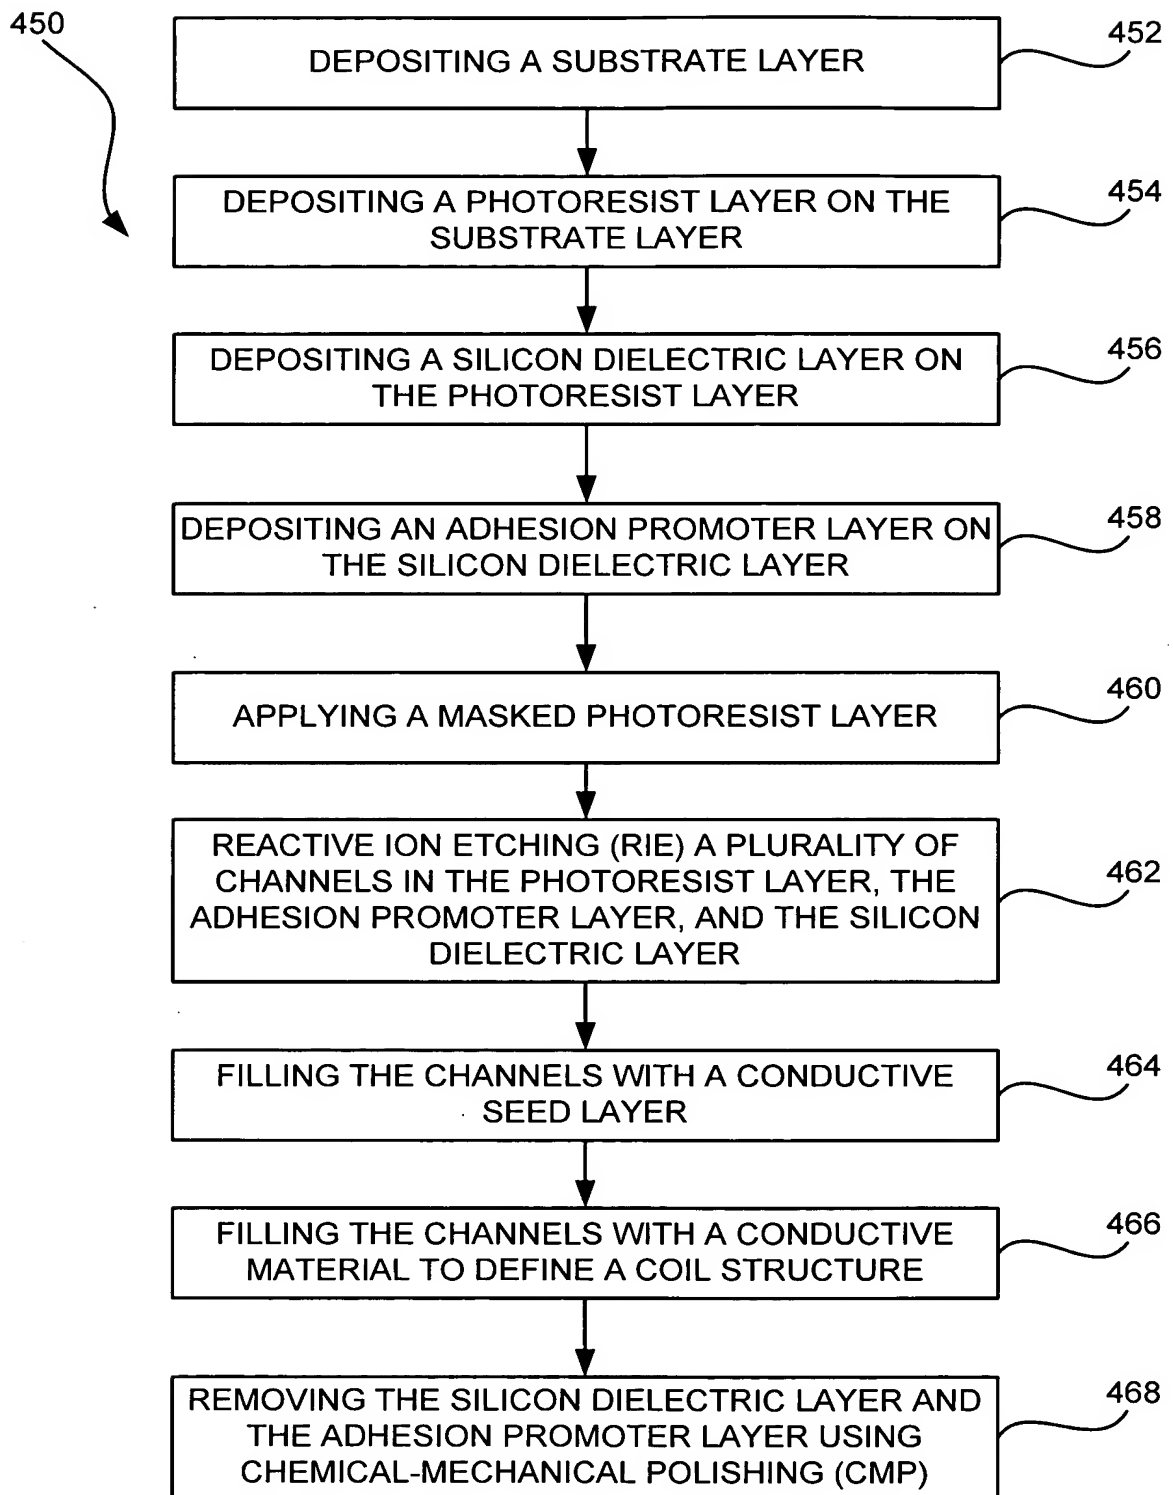 450
DEPOSITING A SUBSTRATE LAYER
452
DEPOSITING A PHOTORESIST LAYER ON THE
SUBSTRATE LAYER
454
DEPOSITING A SILICON DIELECTRIC LAYER ON
THE PHOTORESIST LAYER
456
DEPOSITING AN ADHESION PROMOTER LAYER ON
THE SILICON DIELECTRIC LAYER
458
APPLYING A MASKED PHOTORESIST LAYER
460
REACTIVE ION ETCHING (RIE) A PLURALITY OF
CHANNELS IN THE PHOTORESIST LAYER, THE
ADHESION PROMOTER LAYER, AND THE SILICON
DIELECTRIC LAYER
462
FILLING THE CHANNELS WITH A CONDUCTIVE
SEED LAYER
464
FILLING THE CHANNELS WITH A CONDUCTIVE
MATERIAL TO DEFINE A COIL STRUCTURE
466
REMOVING THE SILICON DIELECTRIC LAYER AND
THE ADHESION PROMOTER LAYER USING
CHEMICAL-MECHANICAL POLISHING (CMP)
468